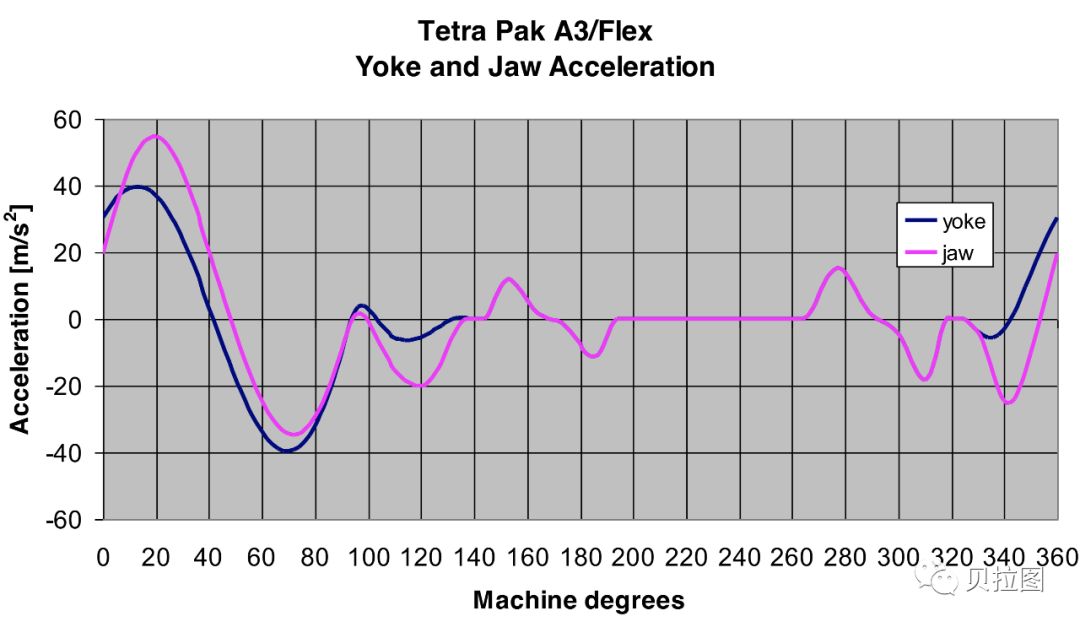 Tetra Pak A3/Flex
Yoke and Jaw Acceleration
Acceleration [m/s²]
60
40
20
0
-20
-40
-60
yoke
jaw
0 20 40 60 80 100 120 140 160 180 200 220 240 260 280 300 320 340 360
Machine degrees
贝拉图